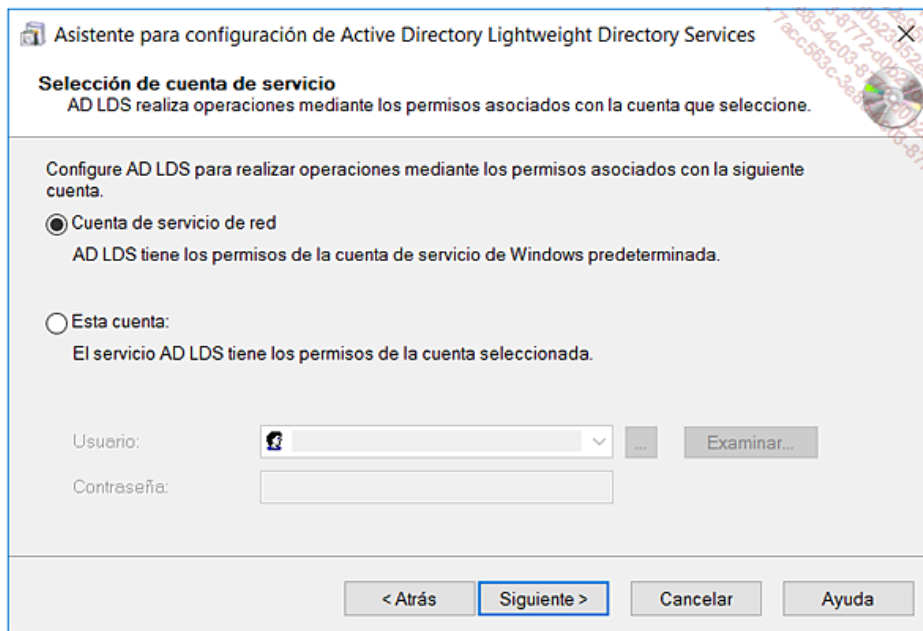 Asistente para configuración de Active Directory Lightweight Directory Services
Selección de cuenta de servicio
AD LDS realiza operaciones mediante los permisos asociados con la cuenta que seleccione.
Configure AD LDS para realizar operaciones mediante los permisos asociados con la siguiente
cuenta.
Cuenta de servicio de red
AD LDS tiene los permisos de la cuenta de servicio de Windows predeterminada.
Esta cuenta:
El servicio AD LDS tiene los permisos de la cuenta seleccionada.
Usuario:
...
Examinar...
Contraseña:
< Atrás
Siguiente >
Cancelar
Ayuda